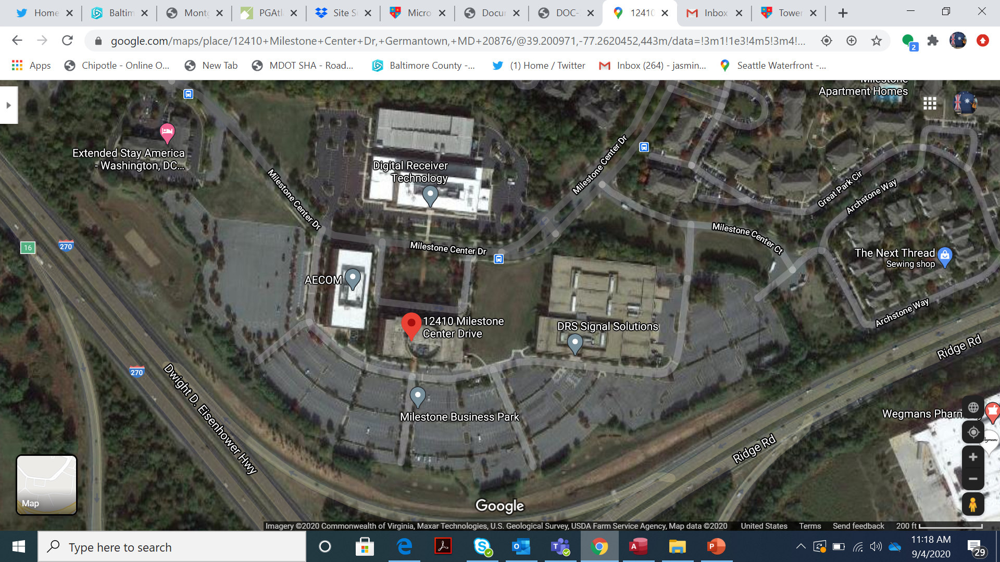 Home
Baltim
Montg
PGAtl
Site S
Micro
Docu
DOC-
12410
Inbox
Tower
google.com/maps/place/12410+Milestone+Center+Dr,+Germantown,+MD+20876/@39.200971,-77.2620452,443m/data=!3m1!1e3!4m5!3m4!...
2
Apps
Chipotle - Online O...
New Tab
MDOT SHA - Road...
Baltimore County -...
(1) Home / Twitter
Inbox (264) - jasmin...
Seattle Waterfront -...
Milestone
Apartment Homes
Extended Stay America
- Washington, DC...
Digital Receiver
Technology
Milestone Center Dr
Milestone Center Dr
Milestone Center Dr
Great Park Cir
Archstone Way
Milestone Center Ct
The Next Thread
Sewing shop
16
270
AECOM
12410 Milestone
Center Drive
DRS Signal Solutions
Archstone Way
Ridge Rd
270
Dwight D. Eisenhower Hwy
Milestone Business Park
Wegmans Pharm
Wegmans
Ridge Rd
Map
Google
Imagery ©2020 Commonwealth of Virginia, Maxar Technologies, U.S. Geological Survey, USDA Farm Service Agency, Map data ©2020
United States
Terms
Send feedback
200 ft
Type here to search
11:18 AM
9/4/2020
29